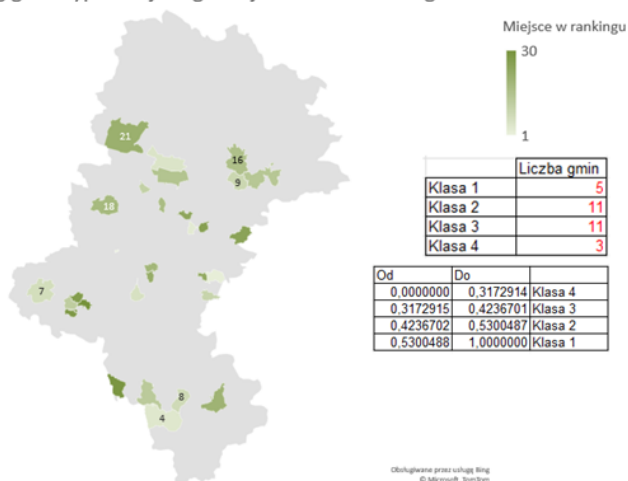 Miejsce w rankingu
30
1
21
16
9
18
7
8
4
Liczba gmin
Klasa 1 5
Klasa 2 11
Klasa 3 11
Klasa 4 3
Od Do
0,0000000 0,3172914 Klasa 4
0,3172915 0,4236701 Klasa 3
0,4236702 0,5300487 Klasa 2
0,5300488 1,0000000 Klasa 1
Obsługiwane przez usługę Bing
© Microsoft, TomTom